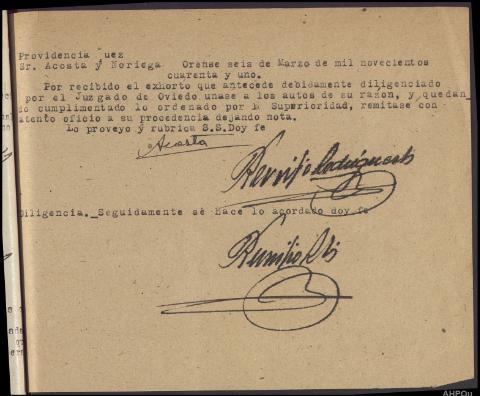 Providencia uez
Sr. Acosta y Noriega Orense seis de Marzo de mil novecientos
cuarenta y uno.
Por recibido el exhorto que antecede debidamente diligenciado
por el Juzgado de Oviedo unase a los autos de su razon, y quedan
do cumplimentado lo ordenado por la Superioridad, remitase con
atento oficio a su procedencia dejando nota.
Lo proveyo y rubrica S.S.Doy fe
Acosta
Rodriguez
Diligencia._Seguidamente se hace lo acordado doy fe
AHPOu